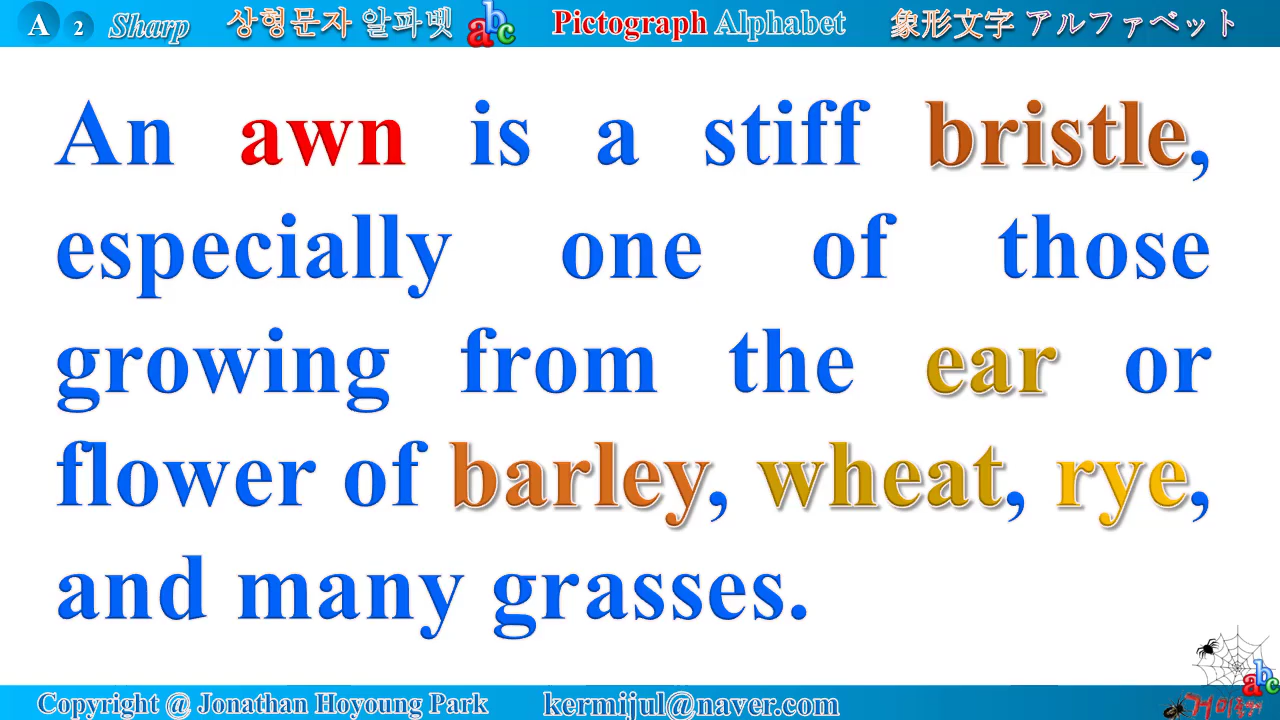 A 2 Sharp 상형문자 알파벳 abc Pictograph Alphabet 象形文字 アルファベット
An awn is a stiff bristle,
especially one of those
growing from the ear or
flower of barley, wheat, rye,
and many grasses.
abc
Copyright @ Jonathan Hoyoung Park kermijul@naver.com